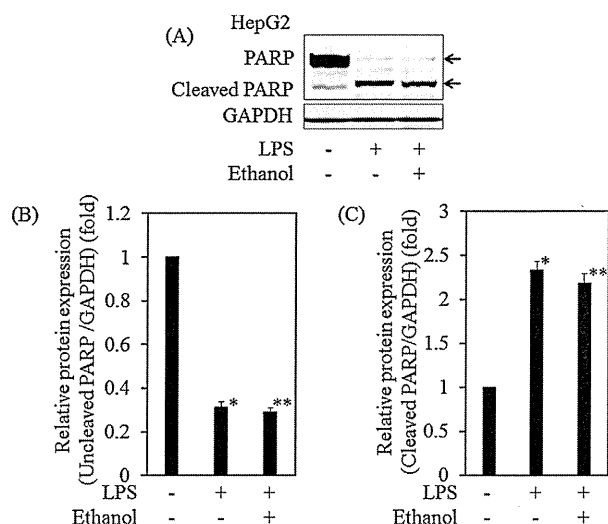 HepG2
(A)
PARP
Cleaved PARP
GAPDH
LPS - + +
Ethanol - - +
(B)
Relative protein expression
(Uncleaved PARP /GAPDH) (fold)
1.2
1
0.8
0.6
0.4
0.2
0
* **
LPS - + +
Ethanol - - +
(C)
Relative protein expression
(Cleaved PARP/GAPDH) (fold)
3
2.5
2
1.5
1
0.5
0
* **
LPS - + +
Ethanol - - +